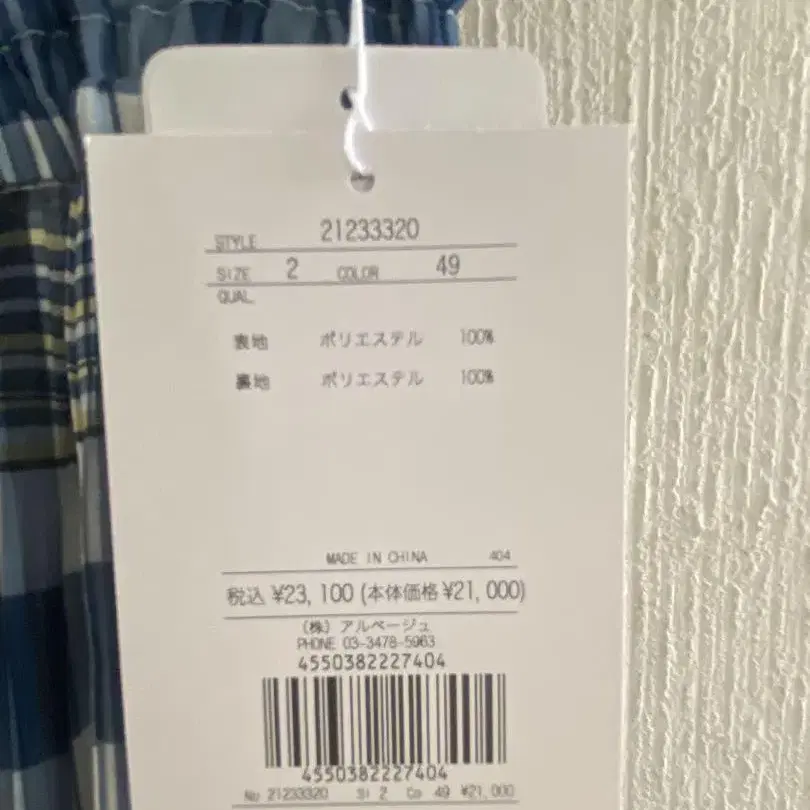 STYLE 21233320
SIZE 2 COLOR 49
QUAL.
表地 ポリエステル 100%
裏地 ポリエステル 100%
MADE IN CHINA 404
税込 ¥23,100 (本体価格 ¥21,000)
(株) アルページュ
PHONE 03-3478-5963
4550382227404
4550382227404
No 21233320 Si 2 Co 49 ¥21,000